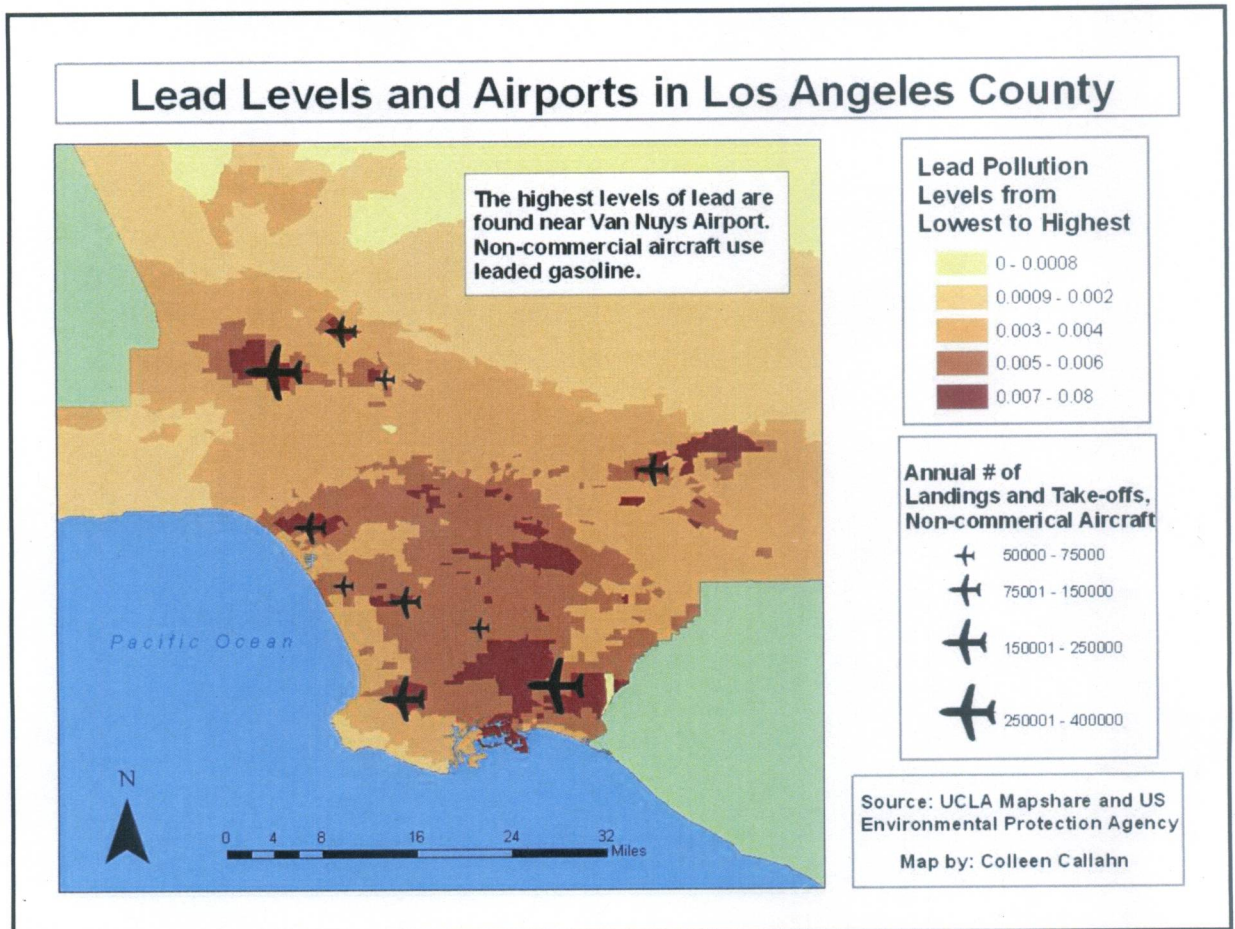 Lead Levels and Airports in Los Angeles County
The highest levels of lead are
found near Van Nuys Airport.
Non-commercial aircraft use
leaded gasoline.
Pacific Ocean
N
0 4 8 16 24 32
Miles
Lead Pollution
Levels from
Lowest to Highest
0 - 0.0008
0.0009 - 0.002
0.003 - 0.004
0.005 - 0.006
0.007 - 0.08
Annual # of
Landings and Take-offs,
Non-commerical Aircraft
50000 - 75000
75001 - 150000
150001 - 250000
250001 - 400000
Source: UCLA Mapshare and US
Environmental Protection Agency
Map by: Colleen Callahn